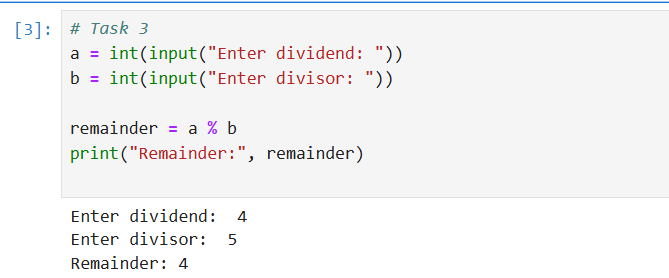 [3]: # Task 3
a = int(input("Enter dividend: "))
b = int(input("Enter divisor: "))
remainder = a % b
print("Remainder:", remainder)
Enter dividend:  4
Enter divisor:  5
Remainder: 4